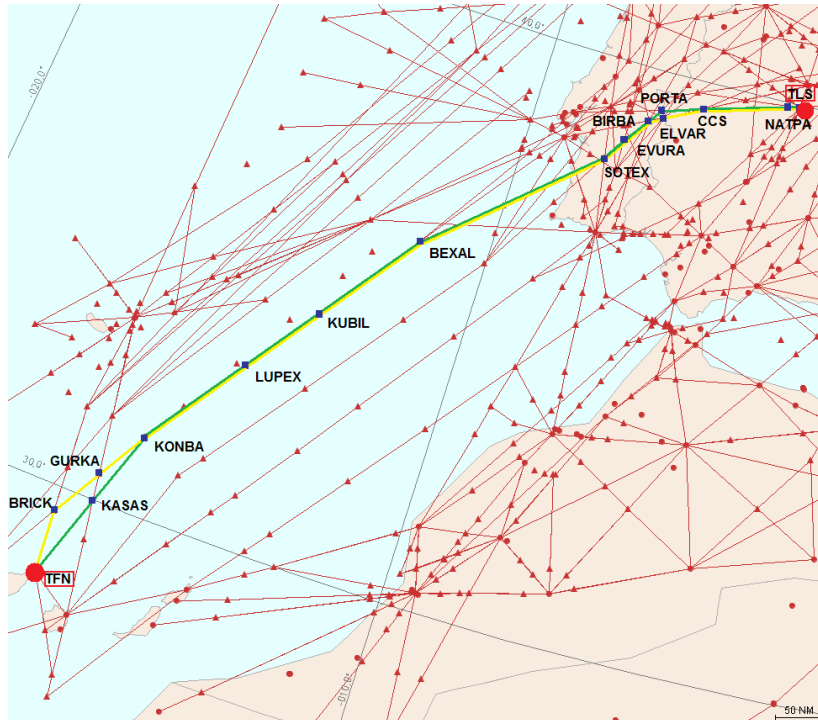 40.0°
-020.0°
TLS
PORTA
BIRBA
CCS
NATPA
ELVAR
EVURA
SOTEX
BEXAL
KUBIL
LUPEX
KONBA
GURKA
30.0°
BRICK
KASAS
TFN
-010.0°
50 NM